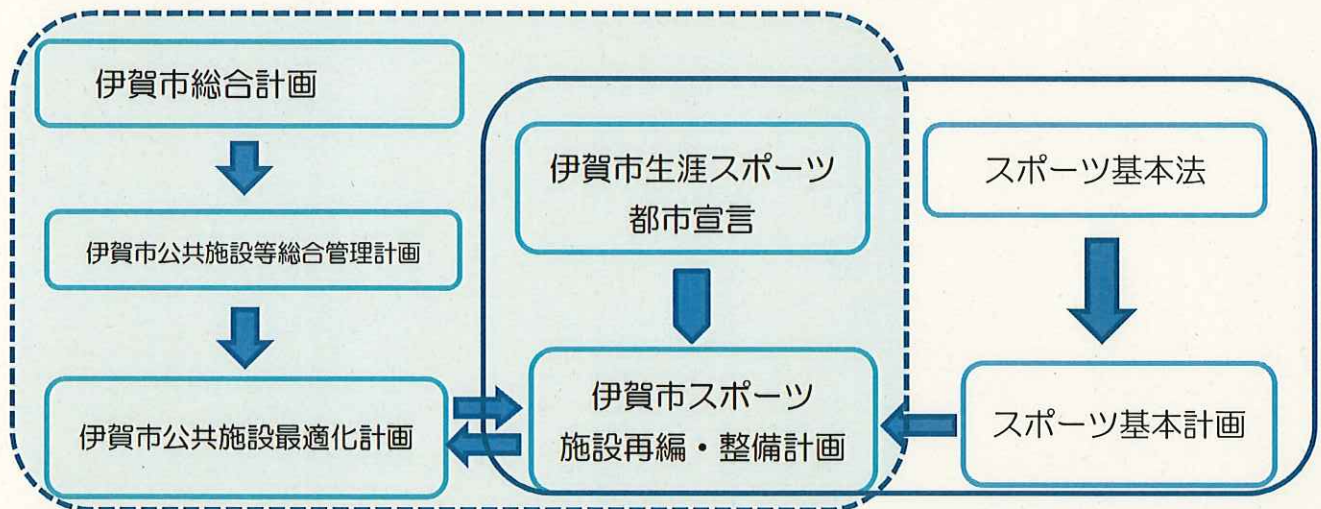 伊賀市総合計画
伊賀市公共施設等総合管理計画
伊賀市公共施設最適化計画
伊賀市生涯スポーツ
都市宣言
伊賀市スポーツ
施設再編・整備計画
スポーツ基本法
スポーツ基本計画